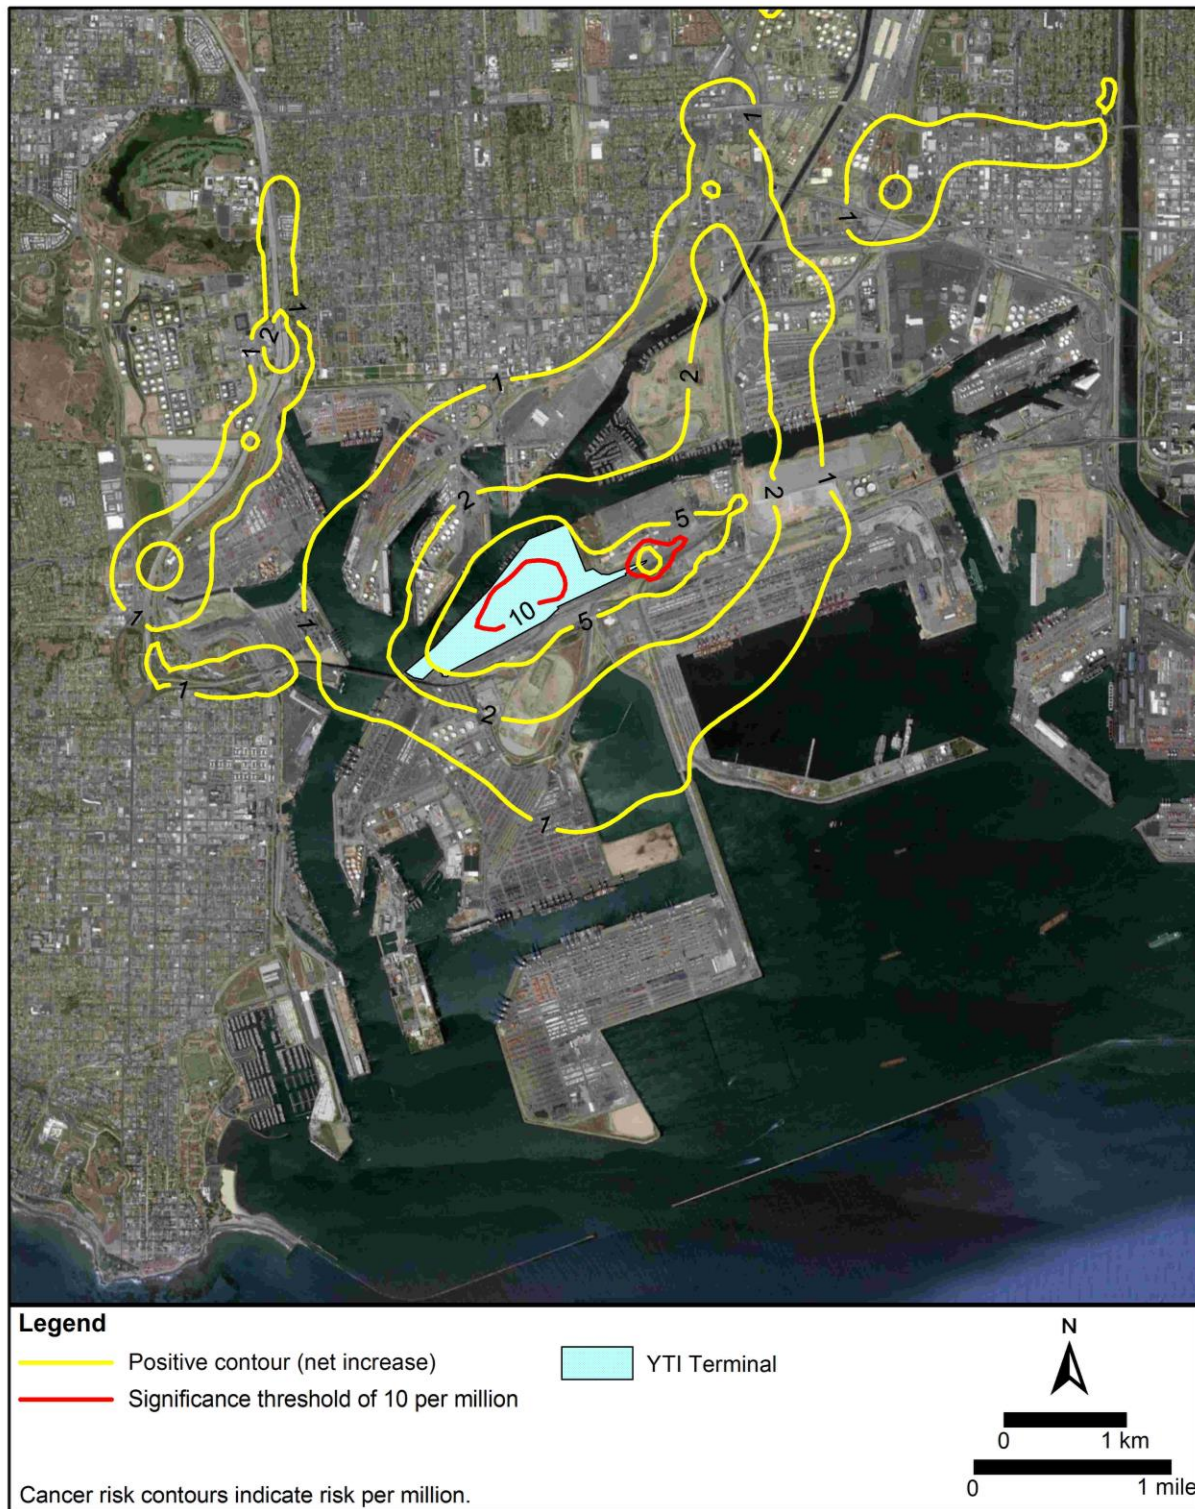 1
1
1
2
1
2
1
2
1
2
5
10
5
1
1
1
2
1
Legend
Positive contour (net increase)
YTI Terminal
Significance threshold of 10 per million
N
0 1 km
0 1 mile
Cancer risk contours indicate risk per million.